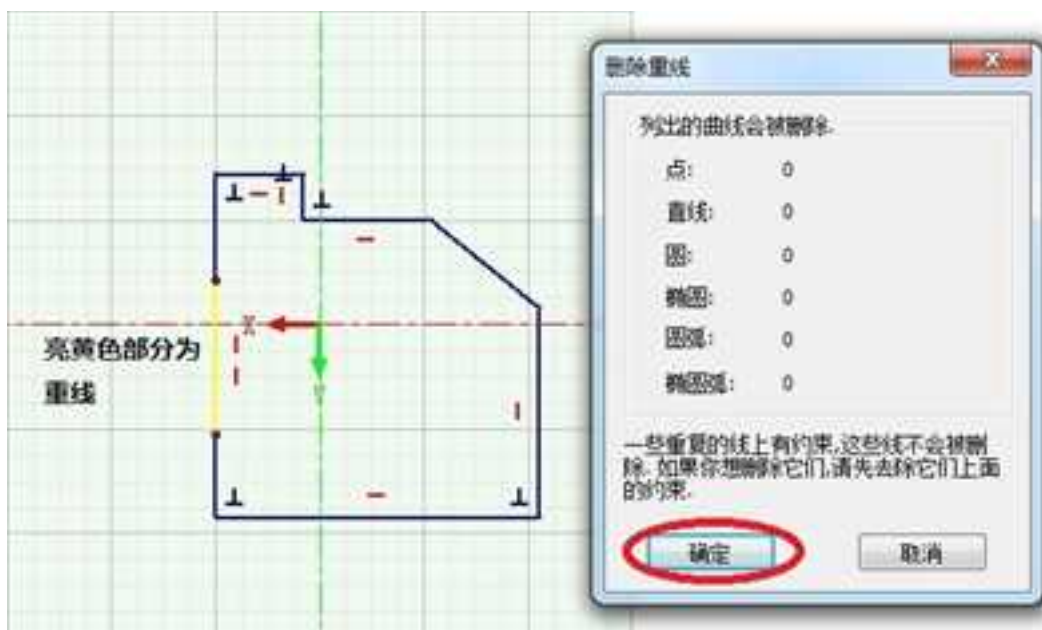 删除重线
列出的曲线会被删除.
点: 0
直线: 0
圆: 0
椭圆: 0
圆弧: 0
椭圆弧: 0
一些重复的线上有约束,这些线不会被删
除. 如果你想删除它们,请先去除它们上面
的约束.
确定
取消
X
Y
亮黄色部分为
重线